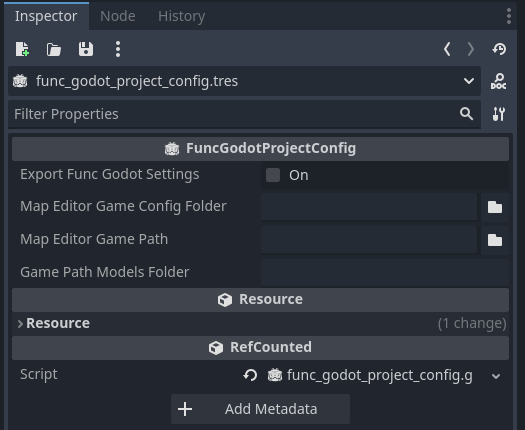 Inspector Node History
func_godot_project_config.tres
DOC
Filter Properties
FuncGodotProjectConfig
Export Func Godot Settings On
Map Editor Game Config Folder
Map Editor Game Path
Game Path Models Folder
Resource
Resource (1 change)
RefCounted
Script func_godot_project_config.g
Add Metadata